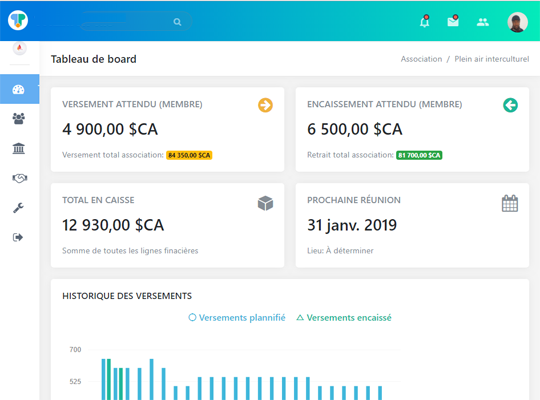 Tableau de board
Association / Plein air interculturel
VERSEMENT ATTENDU (MEMBRE)
4 900,00 $CA
Versement total association: 84 350,00 $CA
ENCAISSEMENT ATTENDU (MEMBRE)
6 500,00 $CA
Retrait total association: 81 700,00 $CA
TOTAL EN CAISSE
12 930,00 $CA
Somme de toutes les lignes finacières
PROCHAINE RÉUNION
31 janv. 2019
Lieu: À déterminer
HISTORIQUE DES VERSEMENTS
Versements plannifié
Versements encaissé
700
525